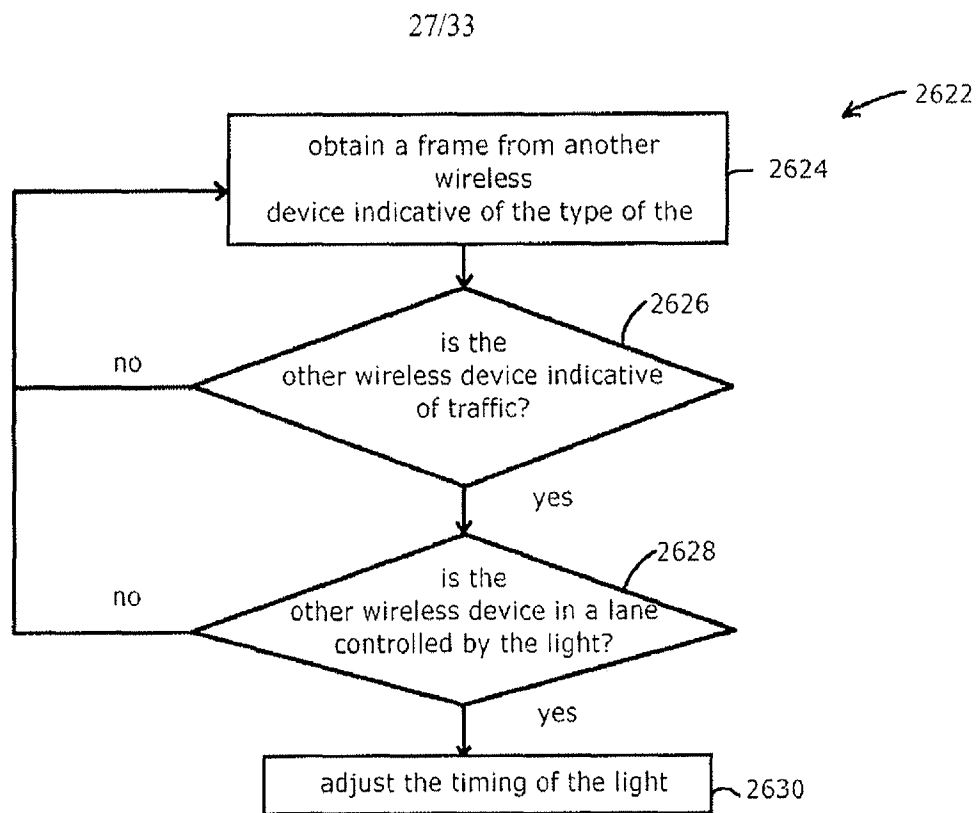 27/33
2622
obtain a frame from another
wireless
device indicative of the type of the
2624
2626
is the
other wireless device indicative
of traffic?
no
yes
2628
is the
other wireless device in a lane
controlled by the light?
no
yes
adjust the timing of the light
2630